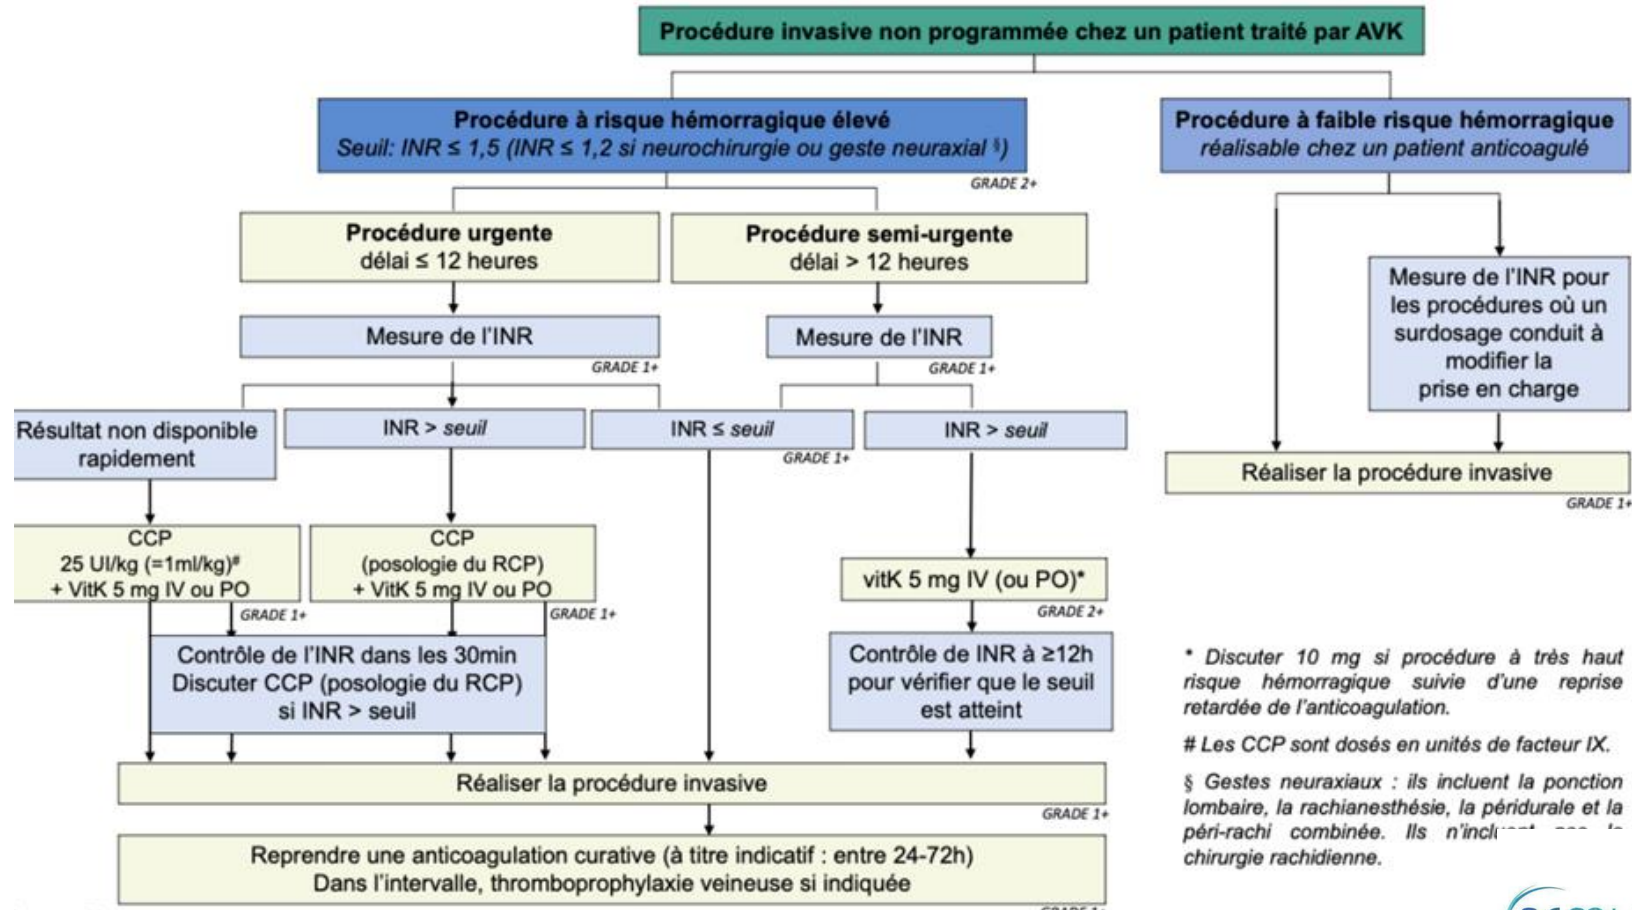 Procédure invasive non programmée chez un patient traité par AVK
Procédure à risque hémorragique élevé
Seuil: INR ≤ 1,5 (INR ≤ 1,2 si neurochirurgie ou geste neuraxial §)
GRADE 2+
Procédure à faible risque hémorragique
réalisable chez un patient anticoagulé
Procédure urgente
délai ≤ 12 heures
Procédure semi-urgente
délai > 12 heures
Mesure de l'INR
GRADE 1+
Mesure de l'INR
GRADE 1+
Mesure de l'INR pour
les procédures où un
surdosage conduit à
modifier la
prise en charge
Résultat non disponible
rapidement
INR > seuil
INR ≤ seuil
GRADE 1+
INR > seuil
Réaliser la procédure invasive
GRADE 1+
CCP
25 UI/kg (=1ml/kg)#
+ VitK 5 mg IV ou PO
GRADE 1+
CCP
(posologie du RCP)
+ VitK 5 mg IV ou PO
GRADE 1+
vitK 5 mg IV (ou PO)*
GRADE 2+
Contrôle de l'INR dans les 30min
Discuter CCP (posologie du RCP)
si INR > seuil
Contrôle de INR à ≥12h
pour vérifier que le seuil
est atteint
Réaliser la procédure invasive
GRADE 1+
Reprendre une anticoagulation curative (à titre indicatif : entre 24-72h)
Dans l'intervalle, thromboprophylaxie veineuse si indiquée
* Discuter 10 mg si procédure à très haut
risque hémorragique suivie d'une reprise
retardée de l'anticoagulation.
# Les CCP sont dosés en unités de facteur IX.
§ Gestes neuraxiaux : ils incluent la ponction
lombaire, la rachianesthésie, la péridurale et la
péri-rachi combinée. Ils
chirurgie rachidienne.